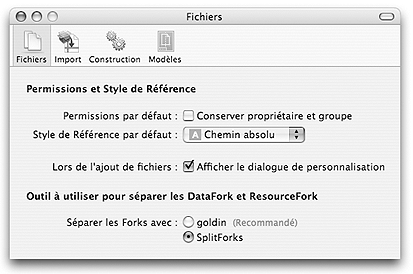 Fichiers
Fichiers Import Construction Modèles
Permissions et Style de Référence
Permissions par défaut : Conserver propriétaire et groupe
Style de Référence par défaut : A Chemin absolu
Lors de l'ajout de fichiers : Afficher le dialogue de personnalisation
Outil à utiliser pour séparer les DataFork et ResourceFork
Séparer les Forks avec : goldin (Recommandé)
SplitForks